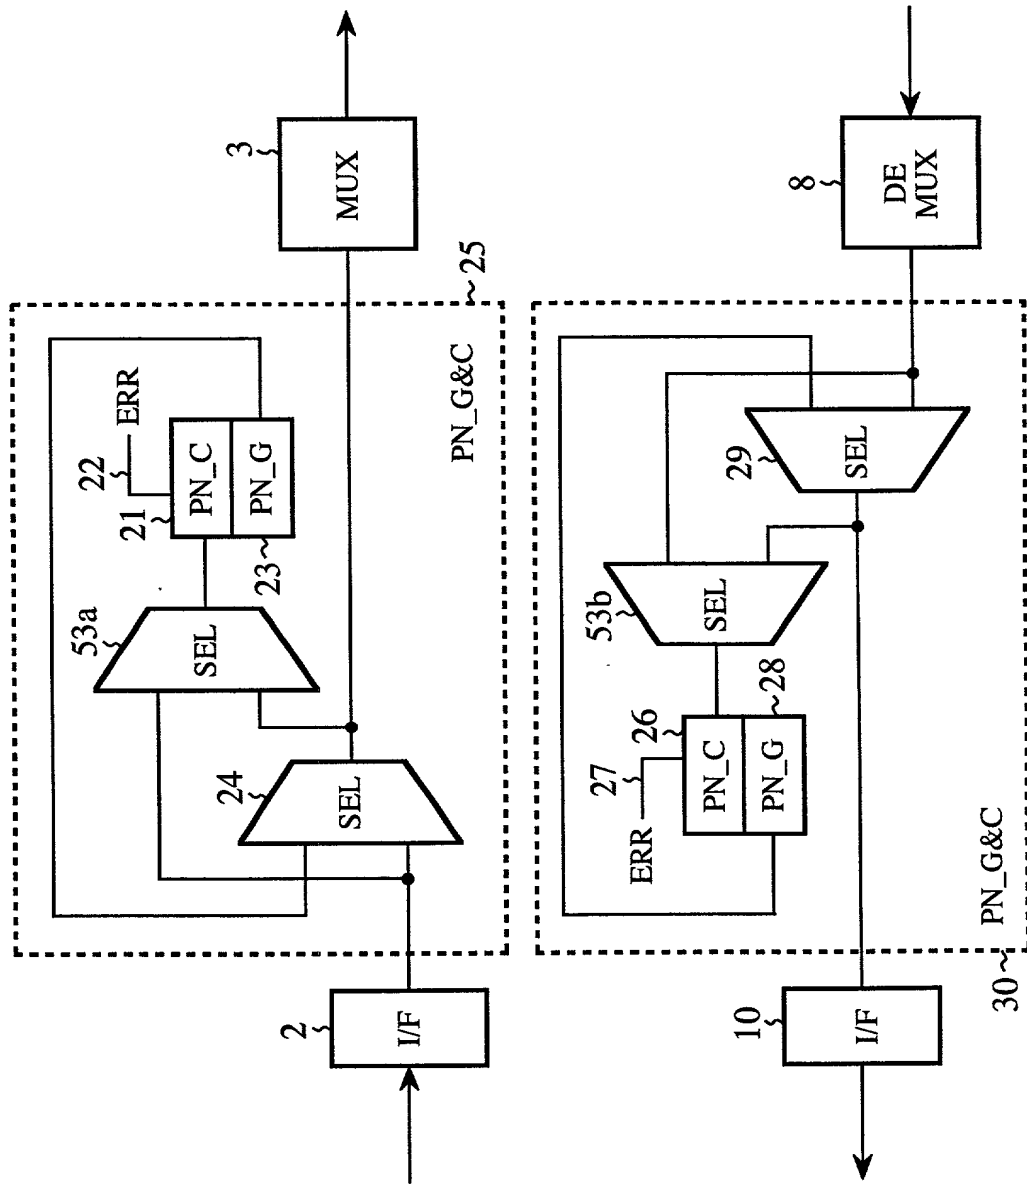 2
I/F
24
SEL
53a
SEL
21
22
ERR
PN_C
PN_G
23
PN_G&C
25
3
MUX
10
I/F
30
PN_G&C
ERR
27
26
PN_C
PN_G
28
53b
SEL
29
SEL
8
DE
MUX